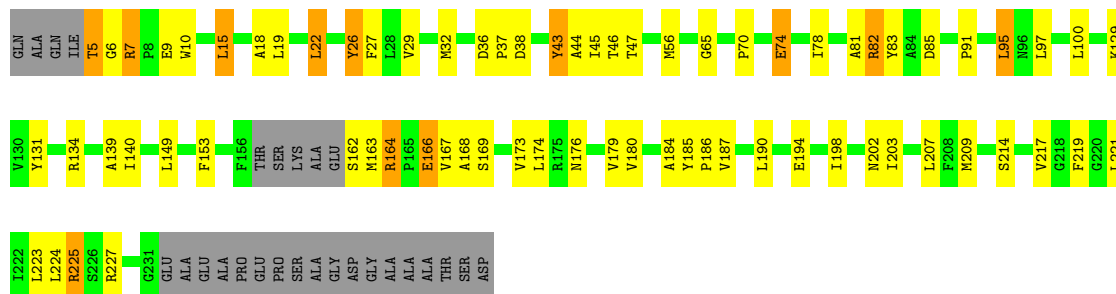 GLN ALA GLN ILE T5 G6 R7 P8 E9 W10 L15 A18 L19 L22 Y26 F27 L28 V29 M32 D36 P37 D38 Y43 A44 I45 T46 T47 M56 G65 P70 E74 I78 A81 R82 Y83 A84 D85 P91 L95 N96 L97 L100 K129
V130 Y131 R134 A139 I140 L149 F153 F156 THR SER LYS ALA GLU S162 M163 R164 P165 E166 V167 A168 S169 V173 L174 R175 N176 V179 V180 A184 Y185 P186 V187 L190 E194 I198 N202 I203 L207 F208 M209 S214 V217 G218 F219 G220 L221
I222 L223 L224 R225 S226 R227 G231 GLU ALA GLU ALA PRO GLU PRO SER ALA GLY ASP GLY ALA ALA ALA THR SER ASP